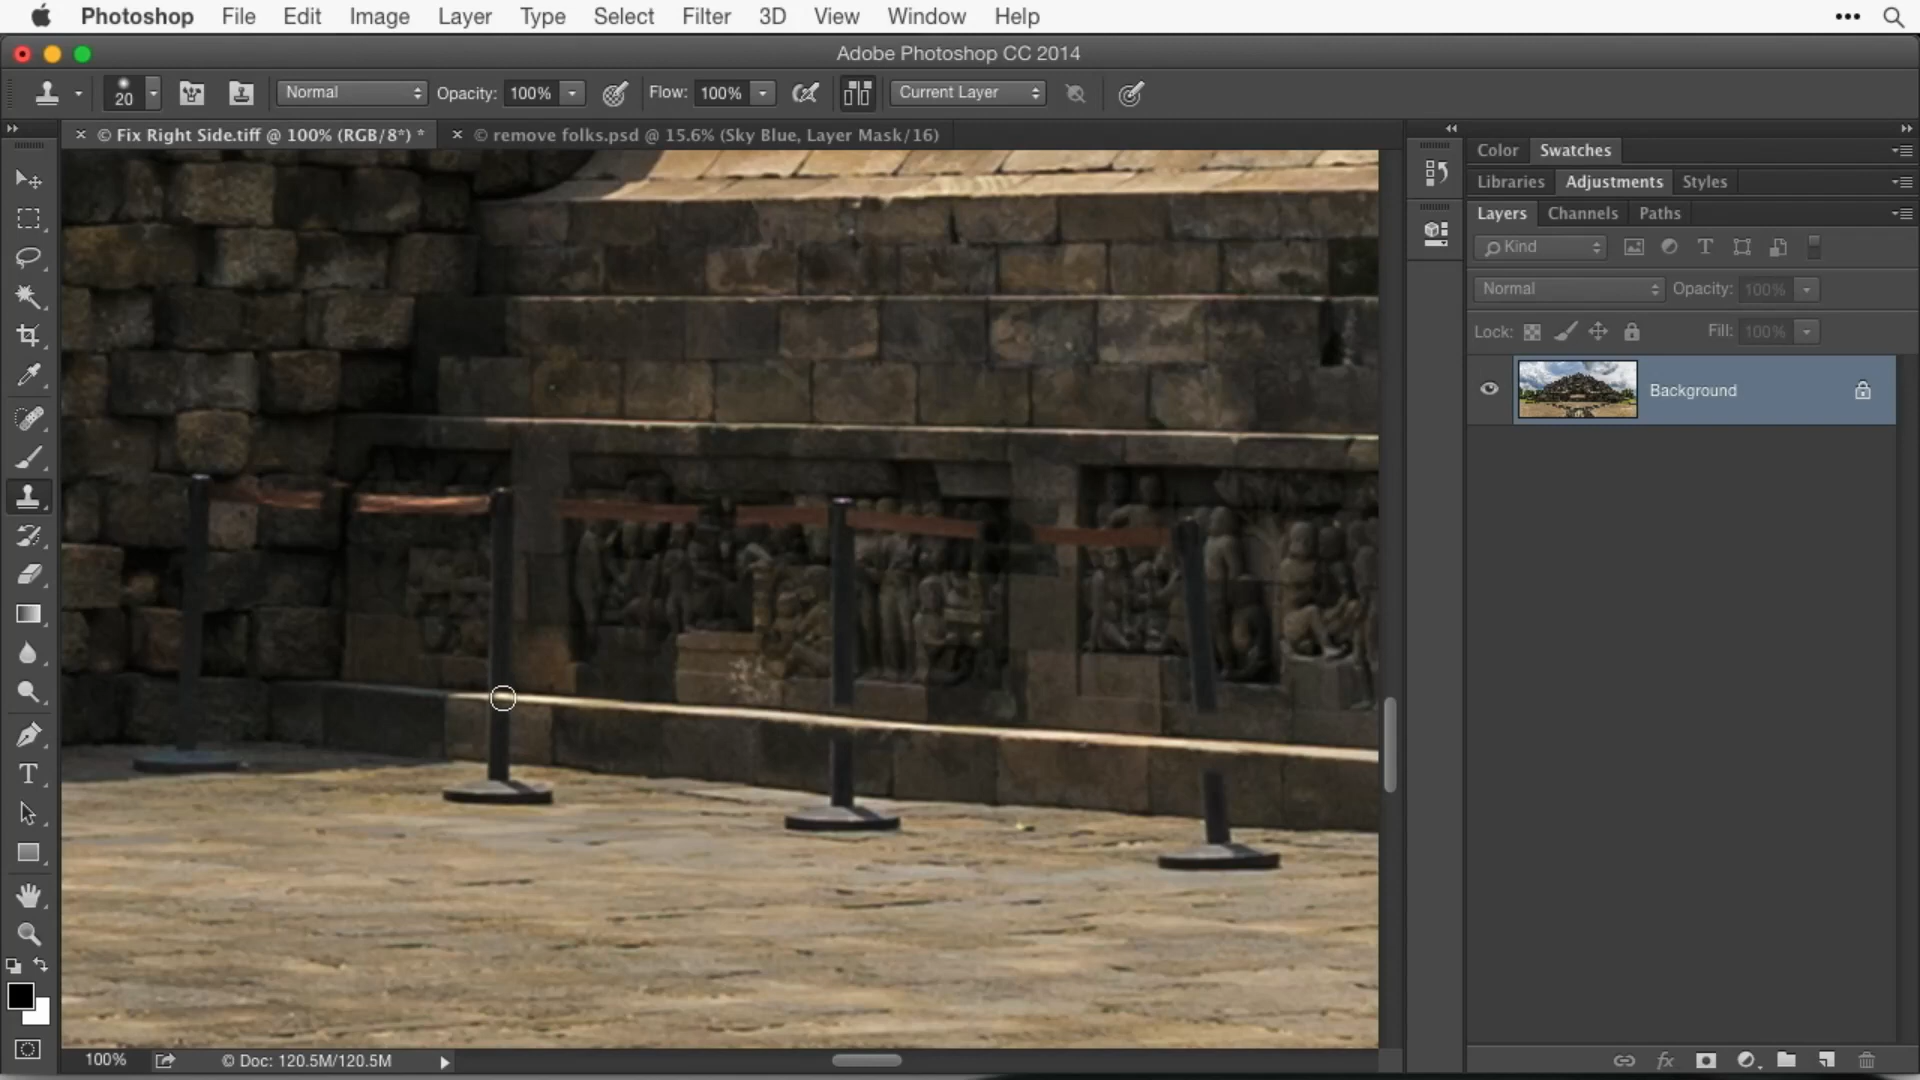 Photoshop File Edit Image Layer Type Select Filter 3D View Window Help
Adobe Photoshop CC 2014
20 Normal Opacity: 100% Flow: 100% Current Layer
© Fix Right Side.tiff @ 100% (RGB/8*) * © remove folks.psd @ 15.6% (Sky Blue, Layer Mask/16)
Color Swatches
Libraries Adjustments Styles
Layers Channels Paths
Kind
Normal Opacity: 100%
Lock: Fill: 100%
Background
100% © Doc: 120.5M/120.5M